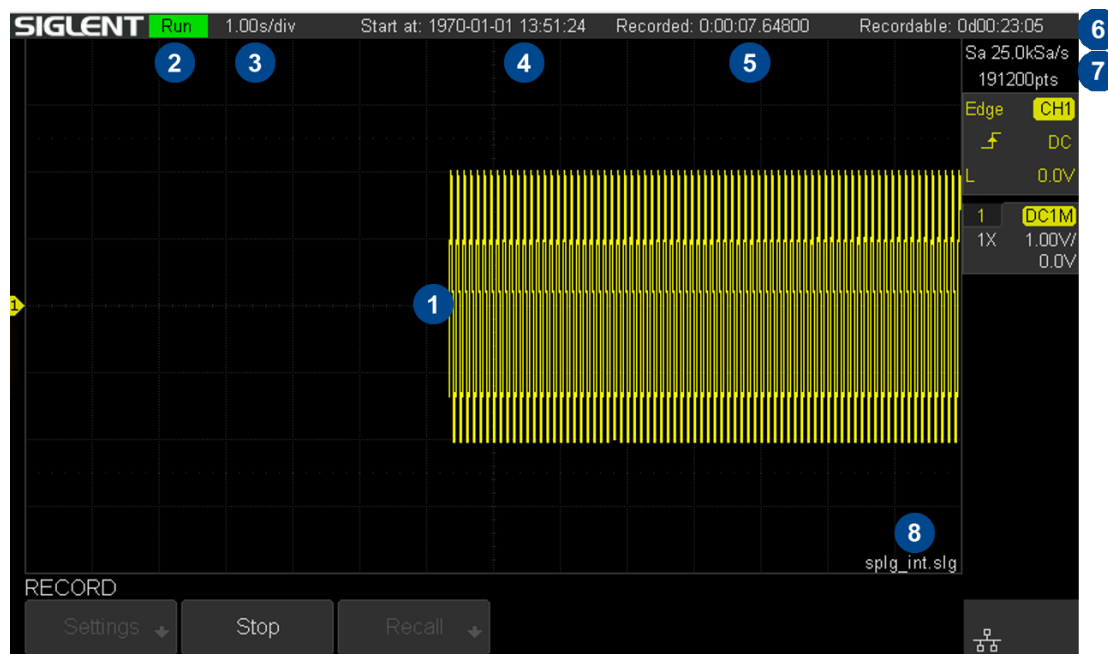 SIGLENT Run 1.00s/div Start at: 1970-01-01 13:51:24 Recorded: 0:00:07.64800 Recordable: 0d00:23:05 6
2 3 4 5 Sa 25.0kSa/s
191200pts 7
Edge CH1
DC
L 0.0V
1 DC1M
1X 1.00V/
0.0V
1 1
8
splg_int.slg
RECORD
Settings Stop Recall